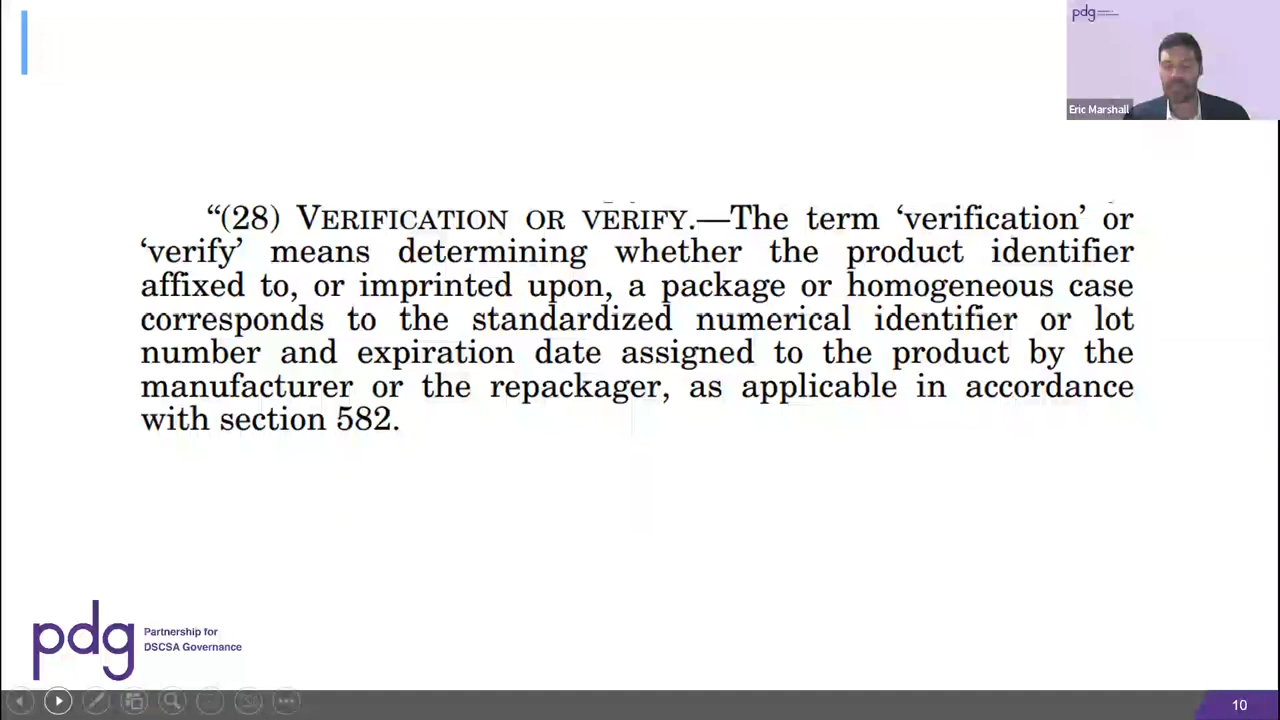 pdg
Eric Marshall
“(28) VERIFICATION OR VERIFY.—The term ‘verification’ or
‘verify’ means determining whether the product identifier
affixed to, or imprinted upon, a package or homogeneous case
corresponds to the standardized numerical identifier or lot
number and expiration date assigned to the product by the
manufacturer or the repackager, as applicable in accordance
with section 582.
pdg
Partnership for
DSCSA Governance
10